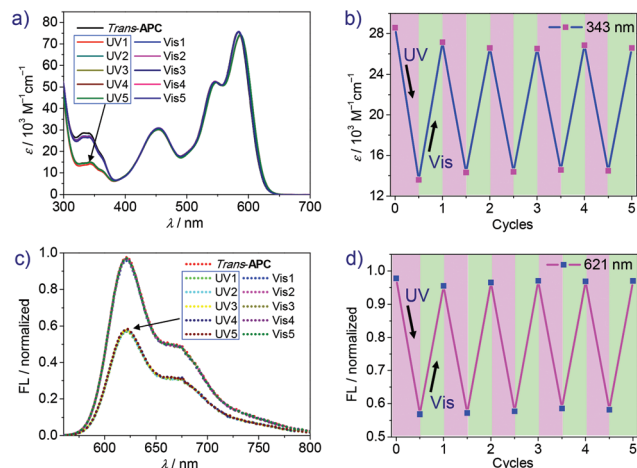 a)
ε / 10³ M⁻¹ cm⁻¹
80
70
60
50
40
30
20
10
0
Trans-APC
UV1 Vis1
UV2 Vis2
UV3 Vis3
UV4 Vis4
UV5 Vis5
300 400 500 600 700
λ / nm
b)
ε / 10³ M⁻¹ cm⁻¹
28
24
20
16
12
343 nm
UV
Vis
0 1 2 3 4 5
Cycles
c)
FL / normalized
1.0
0.8
0.6
0.4
0.2
0.0
Trans-APC
UV1 Vis1
UV2 Vis2
UV3 Vis3
UV4 Vis4
UV5 Vis5
600 650 700 750 800
λ / nm
d)
FL / normalized
1.0
0.9
0.8
0.7
0.6
0.5
621 nm
UV
Vis
0 1 2 3 4 5
Cycles